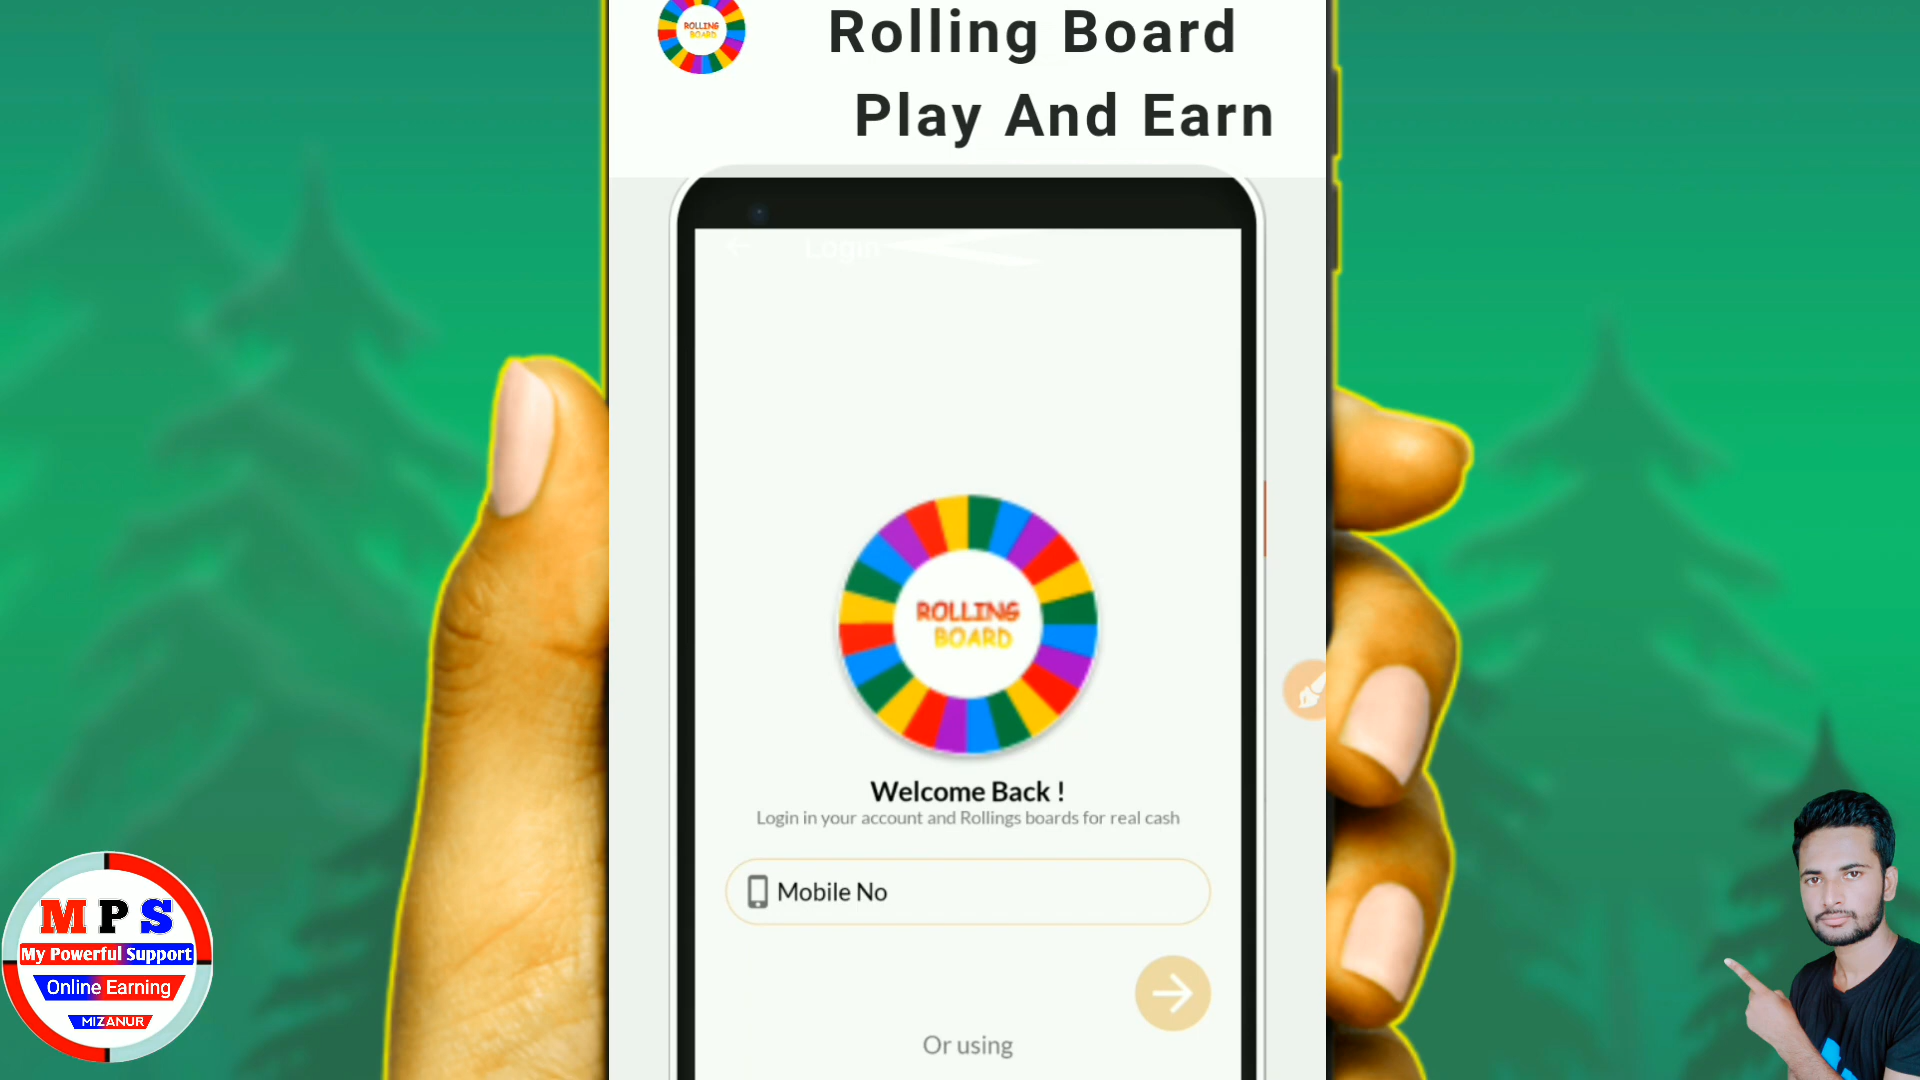 ROLLING
BOARD
Rolling Board
Play And Earn
Login
ROLLING
BOARD
Welcome Back !
Login in your account and Rollings boards for real cash
Mobile No
Or using
M P S
My Powerful Support
Online Earning
MIZANUR